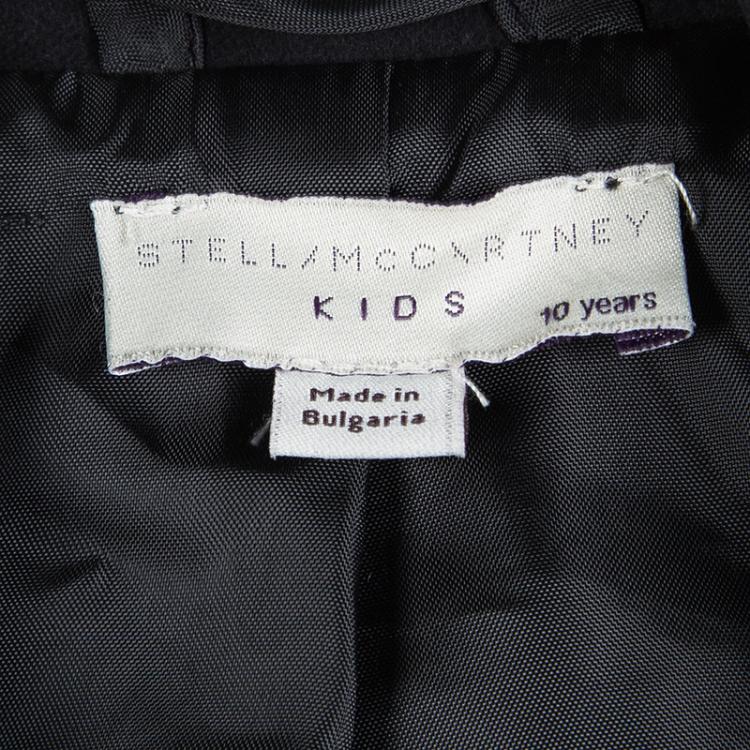 STELLA McCARTNEY
KIDS 10 years
Made in
Bulgaria